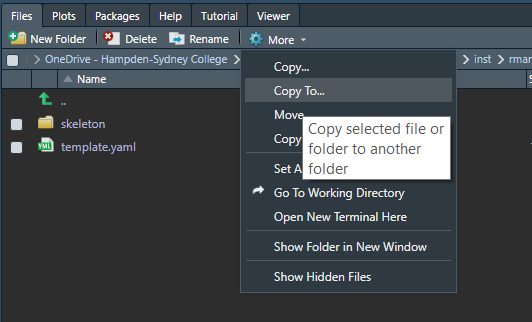 Files Plots Packages Help Tutorial Viewer
New Folder Delete Rename More
OneDrive - Hampden-Sydney College inst
Name
..
skeleton
template.yaml
Copy...
Copy To...
Move
Copy
Copy selected file or
folder to another
folder
Set A
Go To Working Directory
Open New Terminal Here
Show Folder in New Window
Show Hidden Files